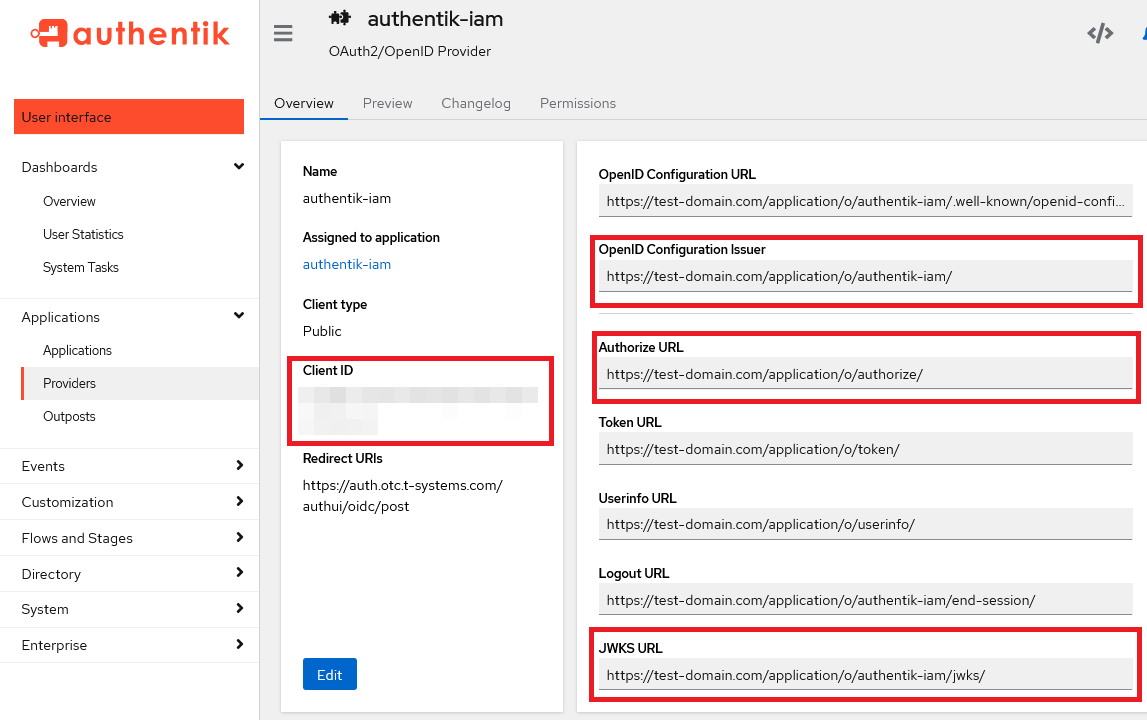 authentik
authentik-iam
OAuth2/OpenID Provider
User interface
Dashboards
Overview
User Statistics
System Tasks
Applications
Applications
Providers
Outposts
Events
Customization
Flows and Stages
Directory
System
Enterprise
Overview
Preview
Changelog
Permissions
Name
authentik-iam
Assigned to application
authentik-iam
Client type
Public
Client ID
Redirect URIs
https://auth.otc.t-systems.com/
authui/oidc/post
Edit
OpenID Configuration URL
https://test-domain.com/application/o/authentik-iam/.well-known/openid-confi...
OpenID Configuration Issuer
https://test-domain.com/application/o/authentik-iam/
Authorize URL
https://test-domain.com/application/o/authorize/
Token URL
https://test-domain.com/application/o/token/
Userinfo URL
https://test-domain.com/application/o/userinfo/
Logout URL
https://test-domain.com/application/o/authentik-iam/end-session/
JWKS URL
https://test-domain.com/application/o/authentik-iam/jwks/